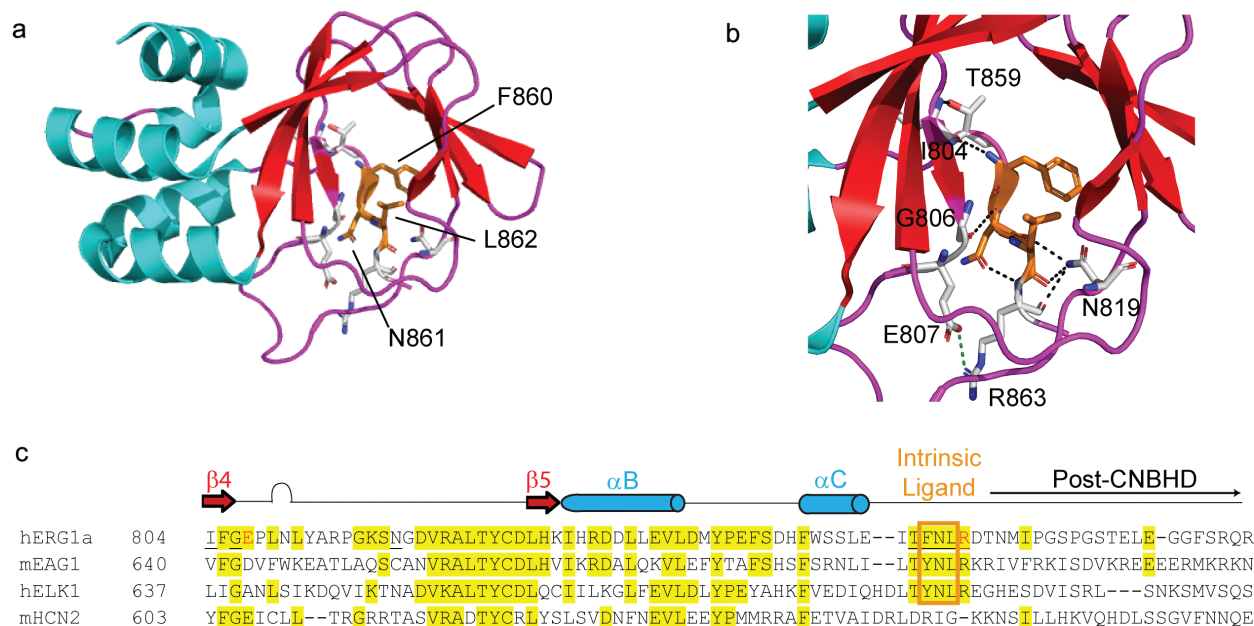 a
b
F860
L862
N861
T859
I804
G806
E807
N819
R863
c
β4
β5
αB
αC
Intrinsic
Ligand
Post-CNBHD
hERG1a 804 IFGEPLNLYARPGKSNGDVRALTYCDLHKIHRDDLLEVLDMYPEFSDHFWSSLE--ITFNLRDTNMIPGSPGSTELE-GGFSRQR
mEAG1 640 VFGDVFWKEATLAQSCANVRALTYCDLHVIKRDALQKVLEFYTAFSHSFSRNLI--LTYNLRKRIVFRKISDVKREEEERMKRKN
hELK1 637 LIGANLSIKDQVIKTNADVKALTYCDLQCIILKGLFEVLDLYPEYAHKFVEDIQHDLTYNLREGHESDVISRL---SNKSMVSQS
mHCN2 603 YFGEICLL--TRGRRTASVRADTYCRLYSLSVDNFNEVLEEYPMMRRAFETVAIDRLDRIG-KKNSILLHKVQHDLSSGVFNNQE